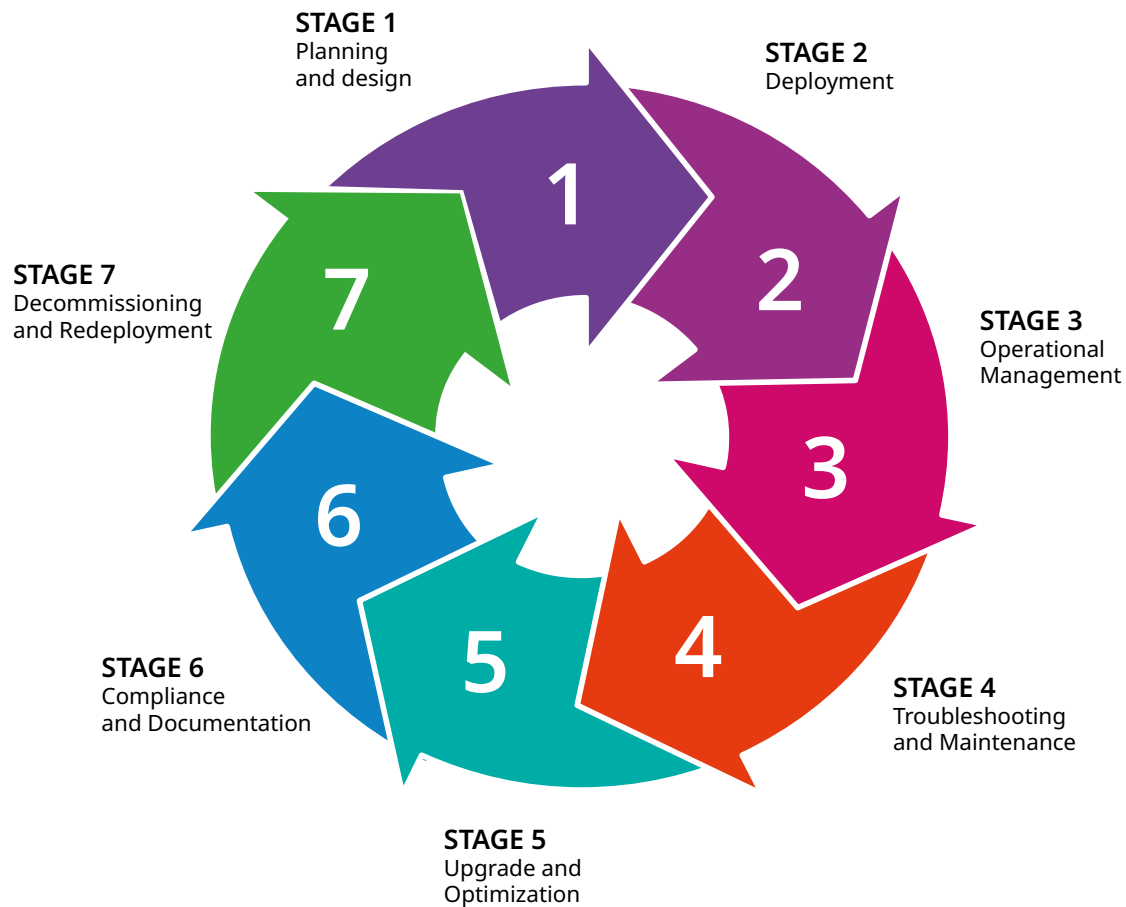 STAGE 1
Planning
and design
STAGE 2
Deployment
STAGE 3
Operational
Management
STAGE 4
Troubleshooting
and Maintenance
STAGE 5
Upgrade and
Optimization
STAGE 6
Compliance
and Documentation
STAGE 7
Decommissioning
and Redeployment
1
2
3
4
5
6
7